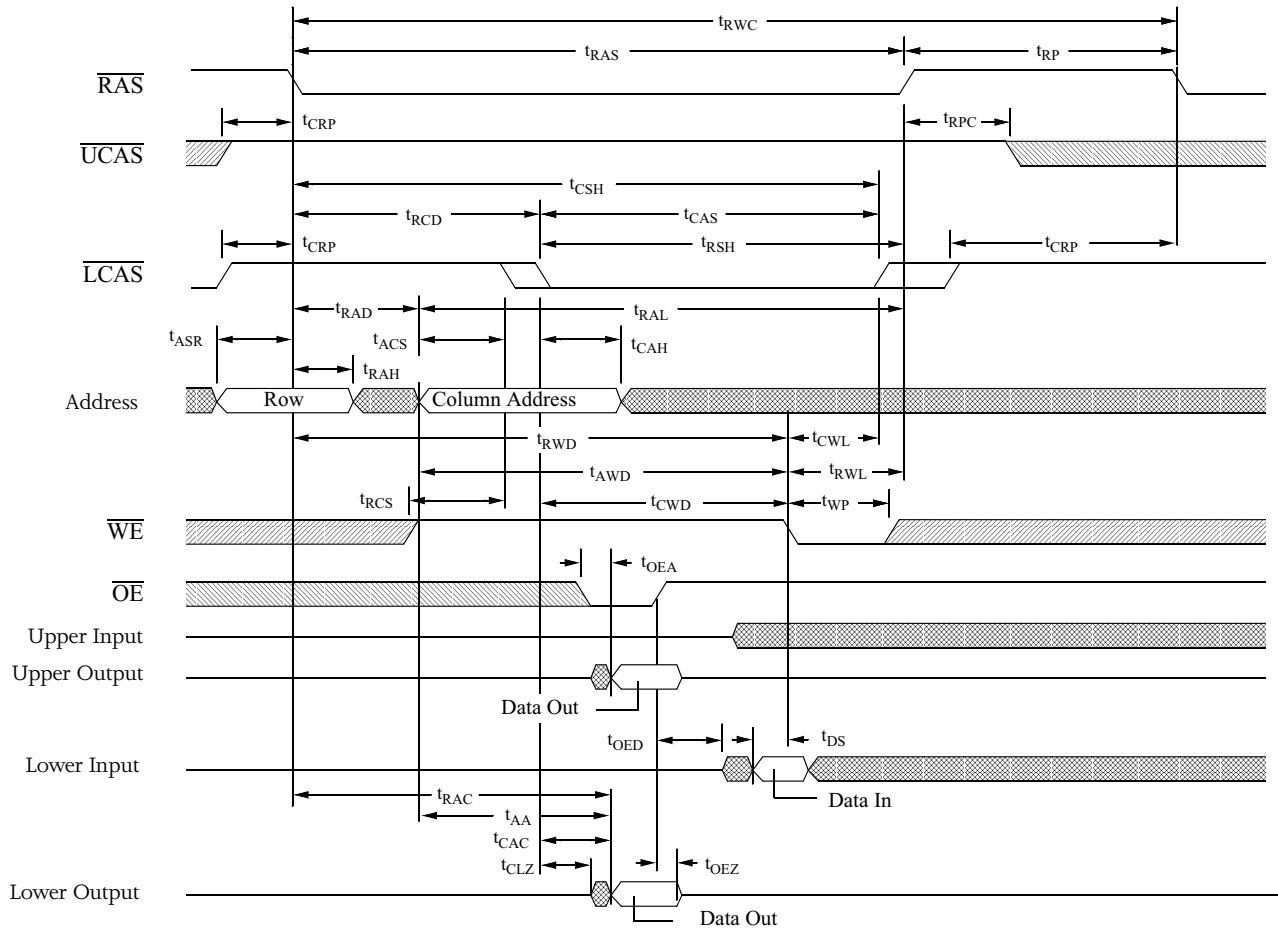 tRWC
tRAS
tRP
RAS
tCRP
tRPC
UCAS
tCSH
tRCD
tCAS
tCRP
tRSH
tCRP
LCAS
tRAD
tRAL
tASR
tACS
tCAH
tRAH
Address
Row
Column Address
tRWD
tCWL
tAWD
tRWL
tRCS
tCWD
tWP
WE
tOEA
OE
Upper Input
Upper Output
Data Out
tOED
tDS
Lower Input
tRAC
Data In
tAA
tCAC
tCLZ
tOEZ
Lower Output
Data Out